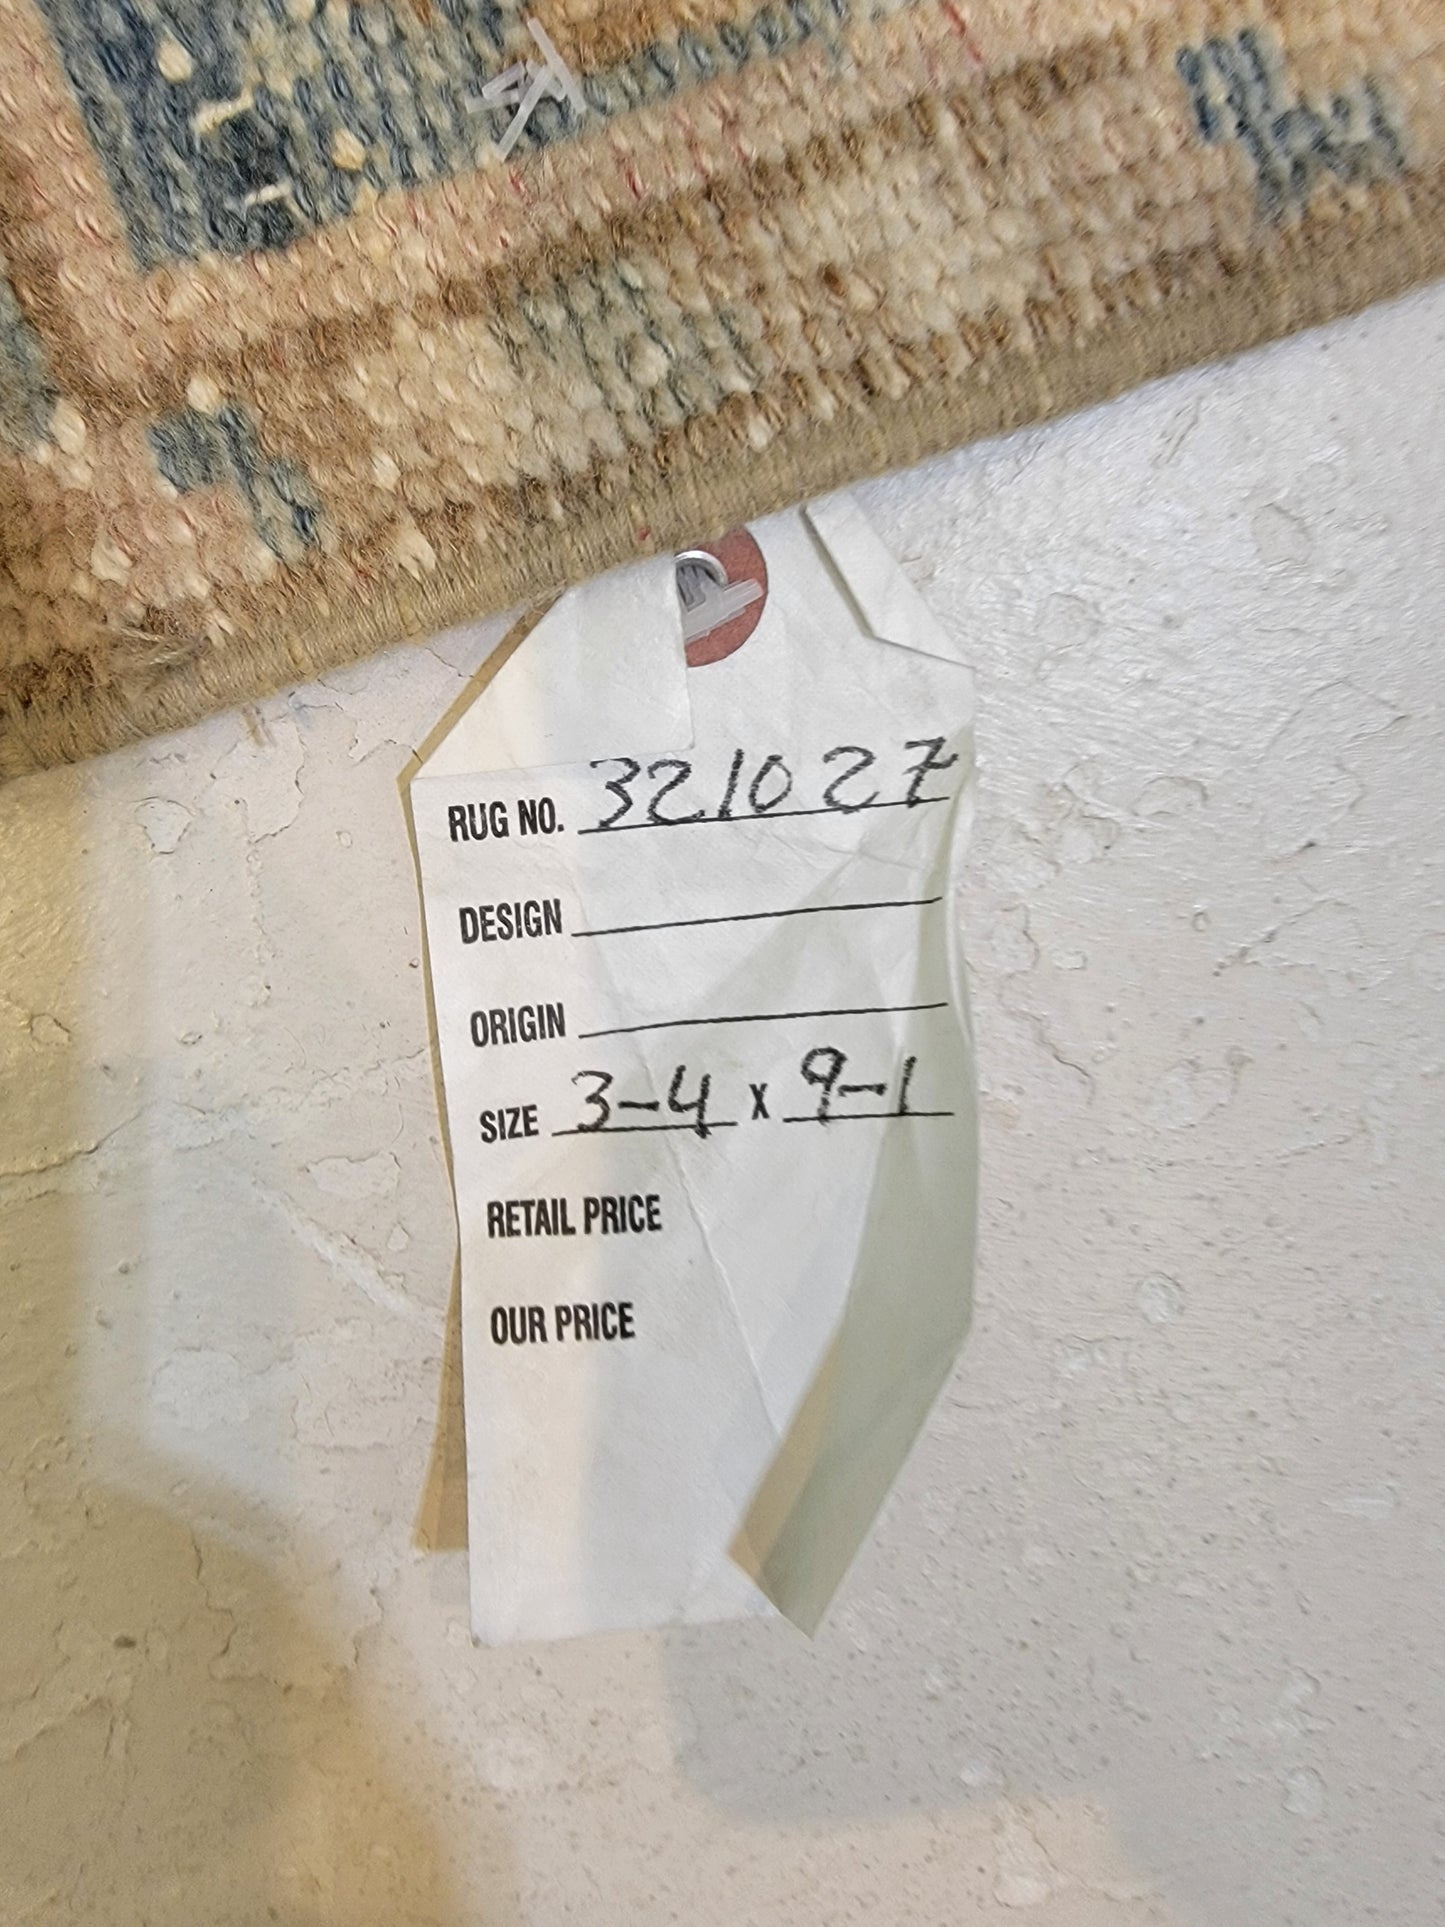 RUG NO. 321027
DESIGN
ORIGIN
SIZE 3-4 x 9-1
RETAIL PRICE
OUR PRICE